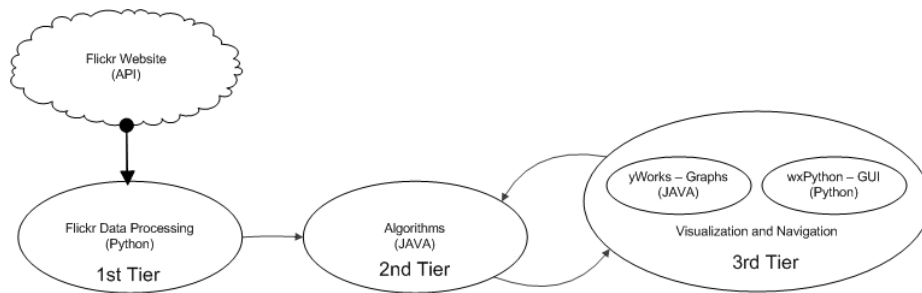 Flickr Website
(API)
Flickr Data Processing
(Python)
1st Tier
Algorithms
(JAVA)
2nd Tier
yWorks – Graphs
(JAVA)
wxPython – GUI
(Python)
Visualization and Navigation
3rd Tier